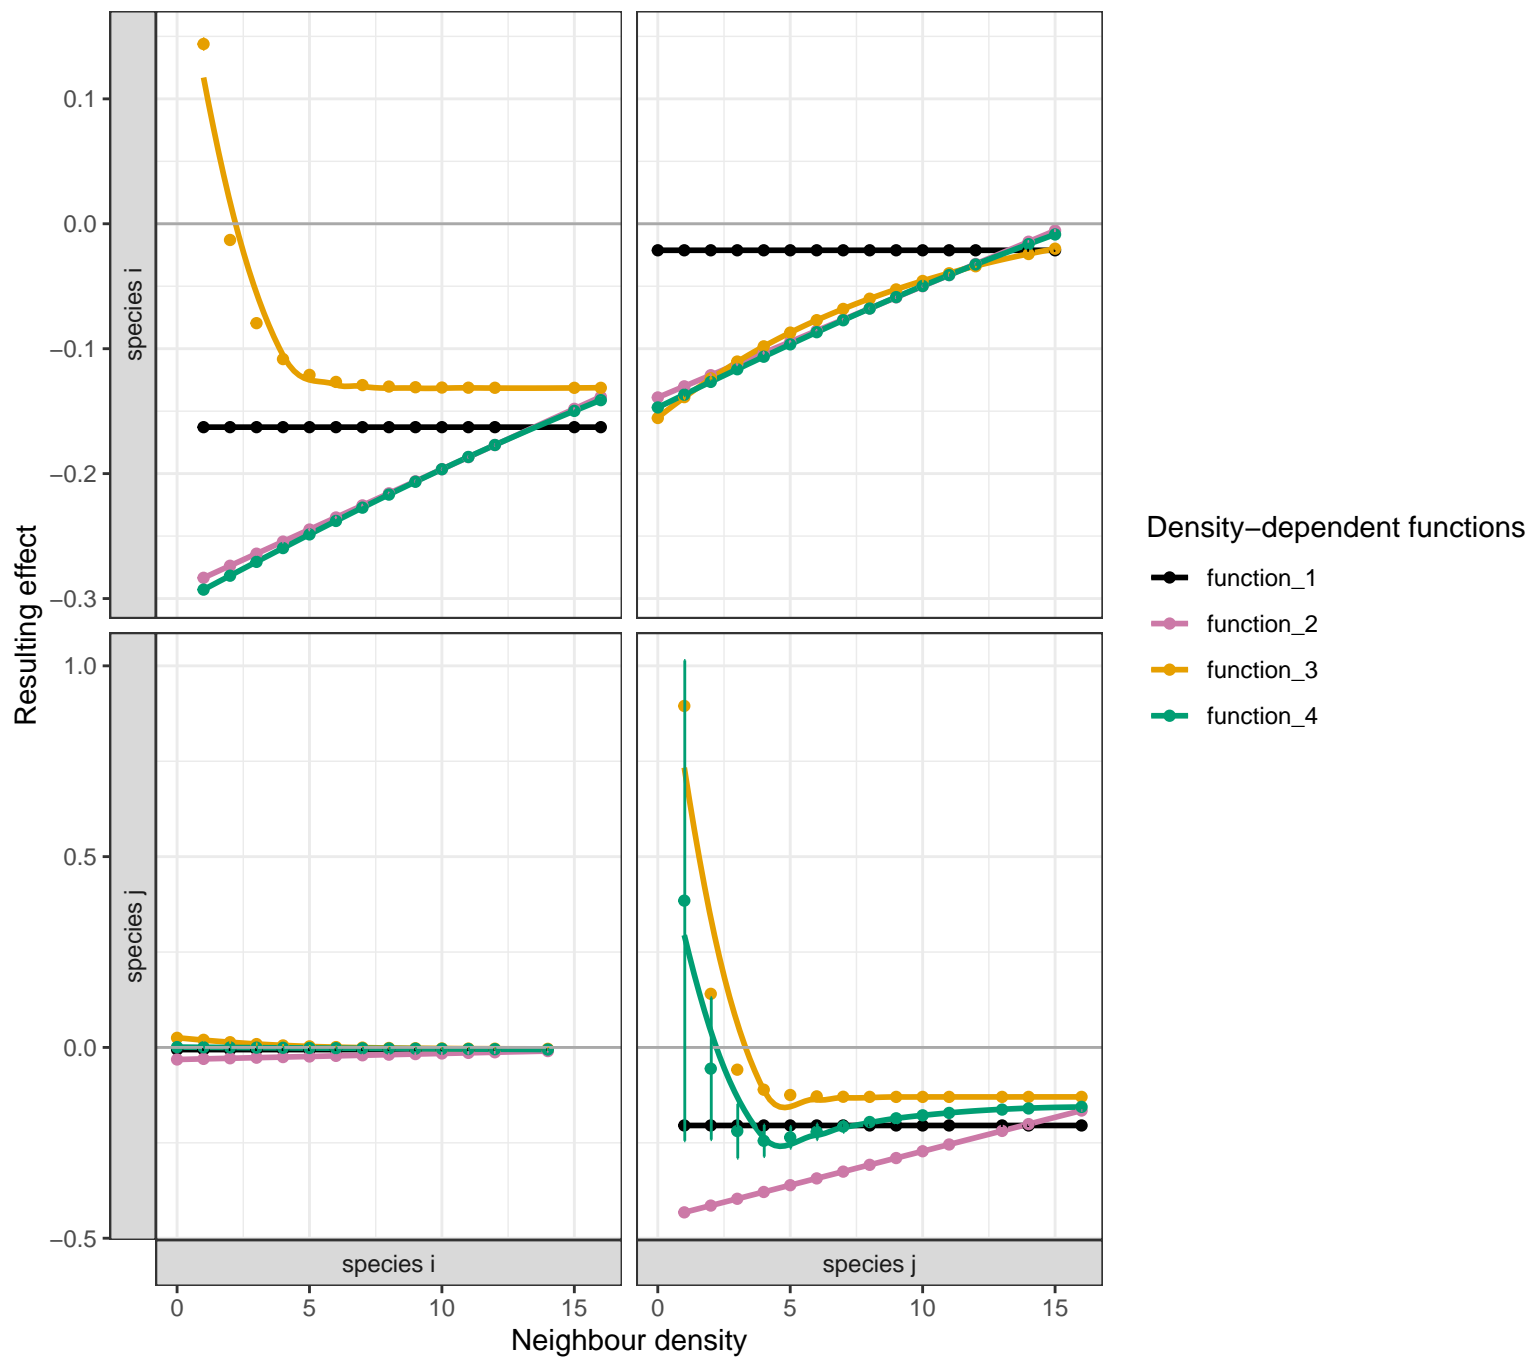 0.1
0.0
−0.1
−0.2
−0.3
species i
Resulting effect
1.0
0.5
0.0
−0.5
species j
species i
species j
0
5
10
15
0
5
10
15
Neighbour density
Density−dependent functions
function_1
function_2
function_3
function_4